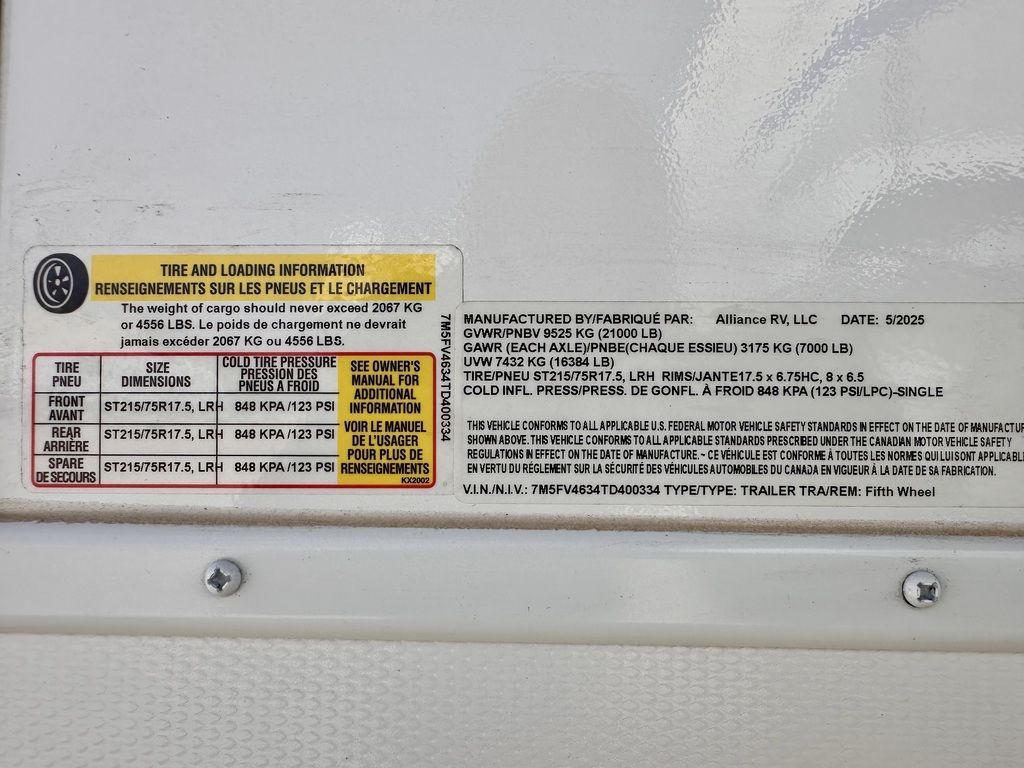 TIRE AND LOADING INFORMATION
RENSEIGNEMENTS SUR LES PNEUS ET LE CHARGEMENT
The weight of cargo should never exceed 2067 KG
or 4556 LBS. Le poids de chargement ne devrait
jamais excéder 2067 KG ou 4556 LBS.
TIRE PNEU | SIZE DIMENSIONS | COLD TIRE PRESSURE PRESSION DES PNEUS A FROID
FRONT AVANT | ST215/75R17.5, LRH | 848 KPA /123 PSI
REAR ARRIÈRE | ST215/75R17.5, LRH | 848 KPA /123 PSI
SPARE DE SECOURS | ST215/75R17.5, LRH | 848 KPA /123 PSI
SEE OWNER'S
MANUAL FOR
ADDITIONAL
INFORMATION
VOIR LE MANUEL
DE L'USAGER
POUR PLUS DE
RENSEIGNEMENTS
KX2002
7M5FV4634TD400334
MANUFACTURED BY/FABRIQUÉ PAR: Alliance RV, LLC DATE: 5/2025
GVWR/PNBV 9525 KG (21000 LB)
GAWR (EACH AXLE)/PNBE(CHAQUE ESSIEU) 3175 KG (7000 LB)
UVW 7432 KG (16384 LB)
TIRE/PNEU ST215/75R17.5, LRH RIMS/JANTE17.5 x 6.75HC, 8 x 6.5
COLD INFL. PRESS/PRESS. DE GONFL. À FROID 848 KPA (123 PSI/LPC)-SINGLE
THIS VEHICLE CONFORMS TO ALL APPLICABLE U.S. FEDERAL MOTOR VEHICLE SAFETY STANDARDS IN EFFECT ON THE DATE OF MANUFACTUR
SHOWN ABOVE. THIS VEHICLE CONFORMS TO ALL APPLICABLE STANDARDS PRESCRIBED UNDER THE CANADIAN MOTOR VEHICLE SAFETY
REGULATIONS IN EFFECT ON THE DATE OF MANUFACTURE. ~ CE VÉHICULE EST CONFORME À TOUTES LES NORMES QUI LUI SONT APPLICABL
EN VERTU DU RÉGLEMENT SUR LA SÉCURITÉ DES VÉHICULES AUTOMOBILES DU CANADA EN VIGUEUR À LA DATE DE SA FABRICATION.
V.I.N./N.I.V.: 7M5FV4634TD400334 TYPE/TYPE: TRAILER TRA/REM: Fifth Wheel